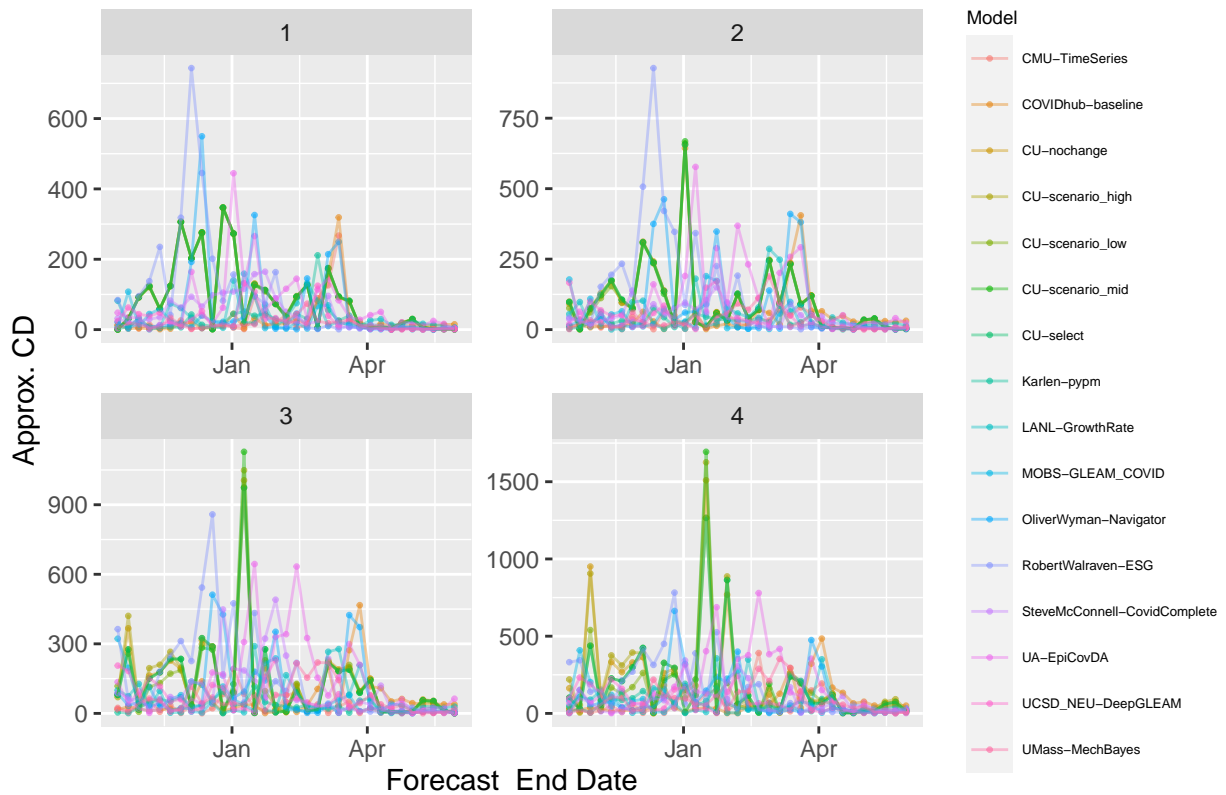 1
2
600
400
200
0
Jan
Apr
750
500
250
0
Jan
Apr
3
4
900
600
300
0
Jan
Apr
1500
1000
500
0
Jan
Apr
Approx. CD
Forecast  End Date
Model
CMU−TimeSeries
COVIDhub−baseline
CU−nochange
CU−scenario_high
CU−scenario_low
CU−scenario_mid
CU−select
Karlen−pypm
LANL−GrowthRate
MOBS−GLEAM_COVID
OliverWyman−Navigator
RobertWalraven−ESG
SteveMcConnell−CovidComplete
UA−EpiCovDA
UCSD_NEU−DeepGLEAM
UMass−MechBayes